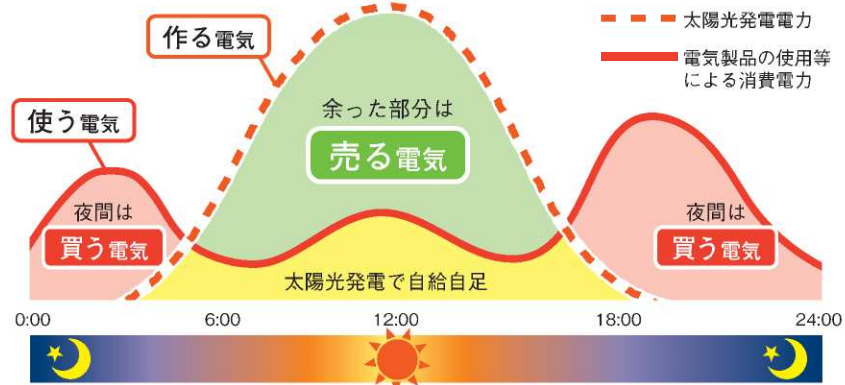 作る電気
太陽光発電電力
電気製品の使用等
による消費電力
使う電気
余った部分は
売る電気
夜間は
買う電気
夜間は
買う電気
太陽光発電で自給自足
0:00 6:00 12:00 18:00 24:00